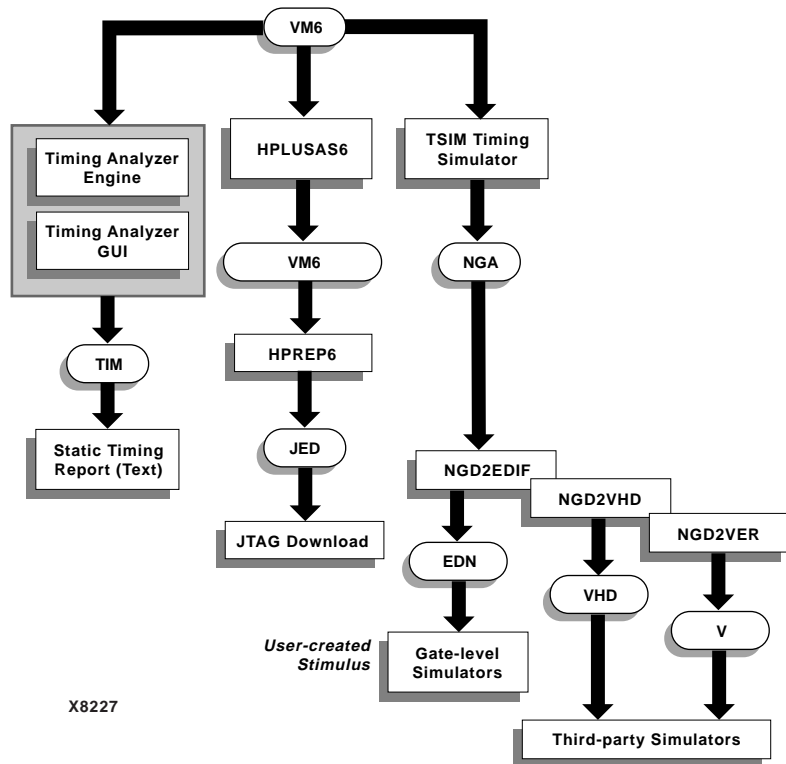 VM6
Timing Analyzer
Engine
Timing Analyzer
GUI
HPLUSAS6
TSIM Timing
Simulator
VM6
NGA
TIM
HPREP6
Static Timing
Report (Text)
JED
NGD2EDIF
NGD2VHD
NGD2VER
JTAG Download
EDN
VHD
V
User-created
Stimulus
Gate-level
Simulators
X8227
Third-party Simulators